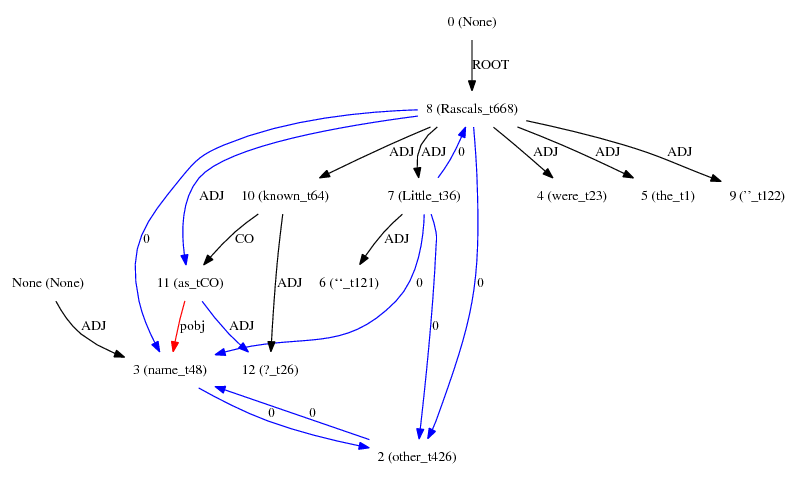 0 (None)
ROOT
8 (Rascals_t668)
ADJ ADJ 0 ADJ ADJ ADJ
ADJ 10 (known_t64) 7 (Little_t36) 4 (were_t23) 5 (the_t1) 9 (’’_t122)
0 CO ADJ
None (None) 11 (as_tCO) ADJ 6 (‘‘_t121) 0 0
ADJ pobj ADJ 0
3 (name_t48) 12 (?_t26)
0 0
2 (other_t426)